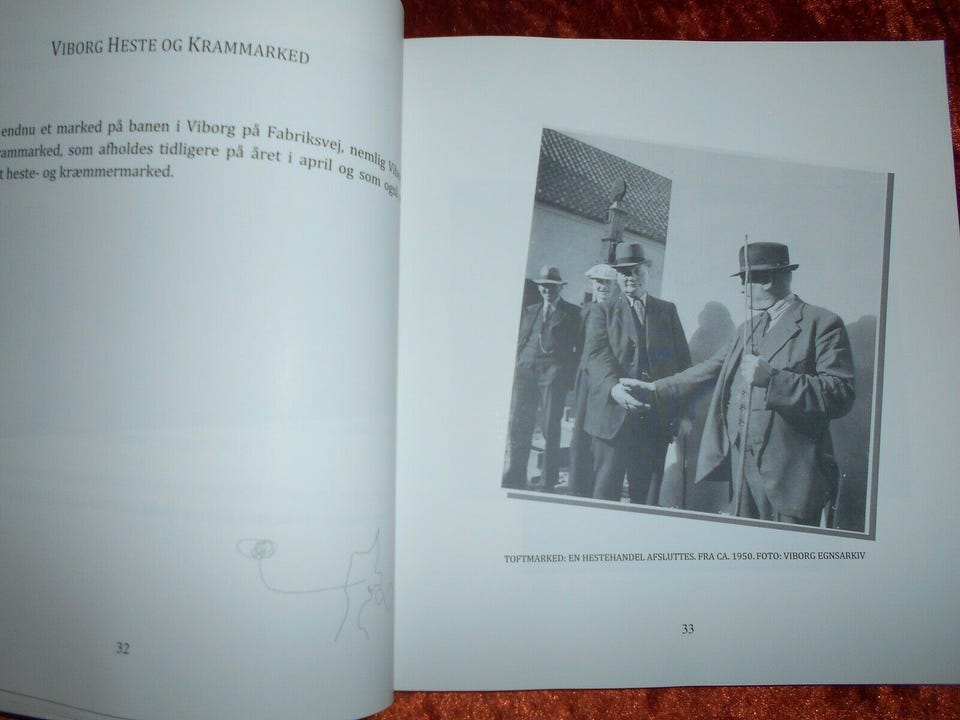 VIBORG HESTE OG KRAMMARKED
endnu et marked på banen i Viborg på Fabriksvej, nemlig
som afholdes tidligere på året i april og som også
heste- og kræmmermarked.
32
TOFTMARKED: EN HESTEHANDEL AFSLUTTES. FRA CA. 1950. FOTO: VIBORG EGNSARKIV
33